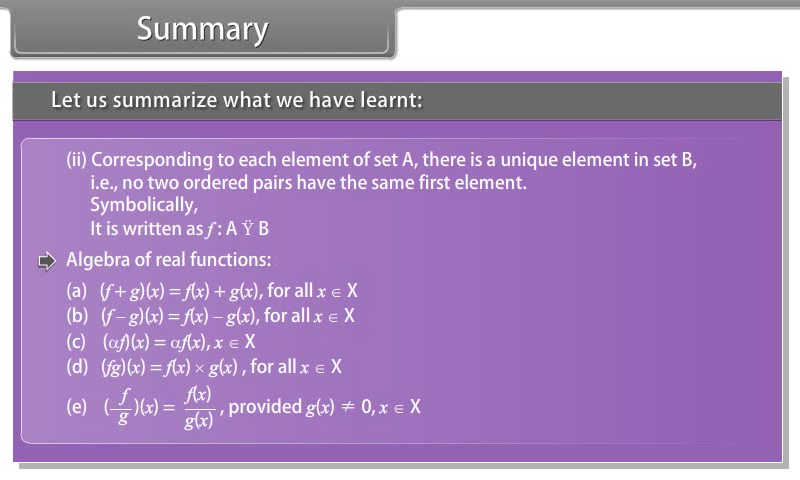 Summary
Let us summarize what we have learnt:
(ii) Corresponding to each element of set A, there is a unique element in set B,
i.e., no two ordered pairs have the same first element.
Symbolically,
It is written as f : A Ÿ B
Algebra of real functions:
(a) (f + g)(x) = f(x) + g(x), for all x ∈ X
(b) (f – g)(x) = f(x) – g(x), for all x ∈ X
(c) (αf)(x) = αf(x), x ∈ X
(d) (fg)(x) = f(x) × g(x) , for all x ∈ X
(e) (f/g)(x) = f(x)/g(x) , provided g(x) ≠ 0, x ∈ X